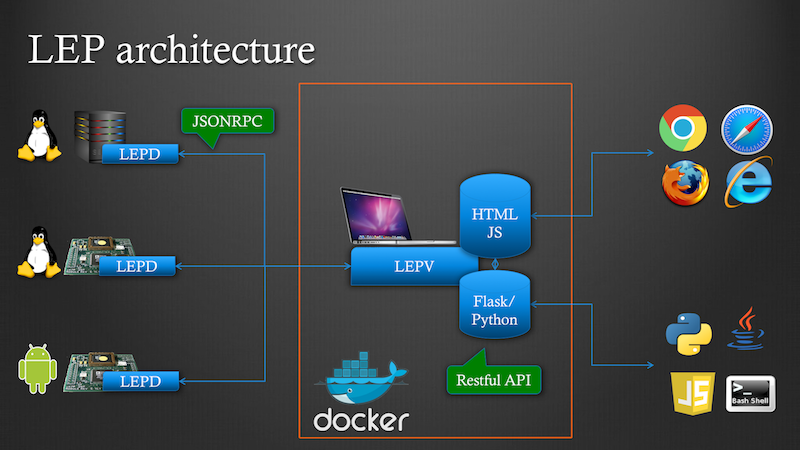 LEP architecture
JSONRPC
LEPD
LEPD
LEPD
HTML
JS
LEPV
Flask/
Python
Restful API
docker
JS
>_
Bash Shell